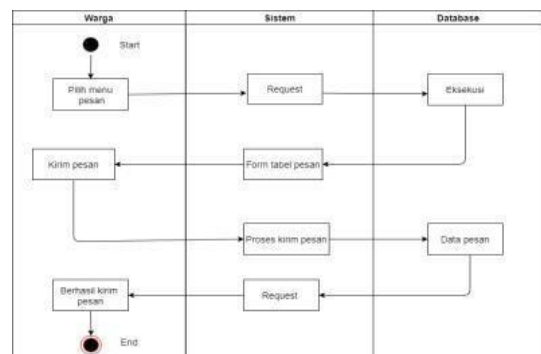 Warga Sistem Database
Start
Pilih menu
pesan
Request
Eksekusi
Kirim pesan
Form tabel pesan
Proses kirim pesan
Data pesan
Berhasil kirim
pesan
Request
End